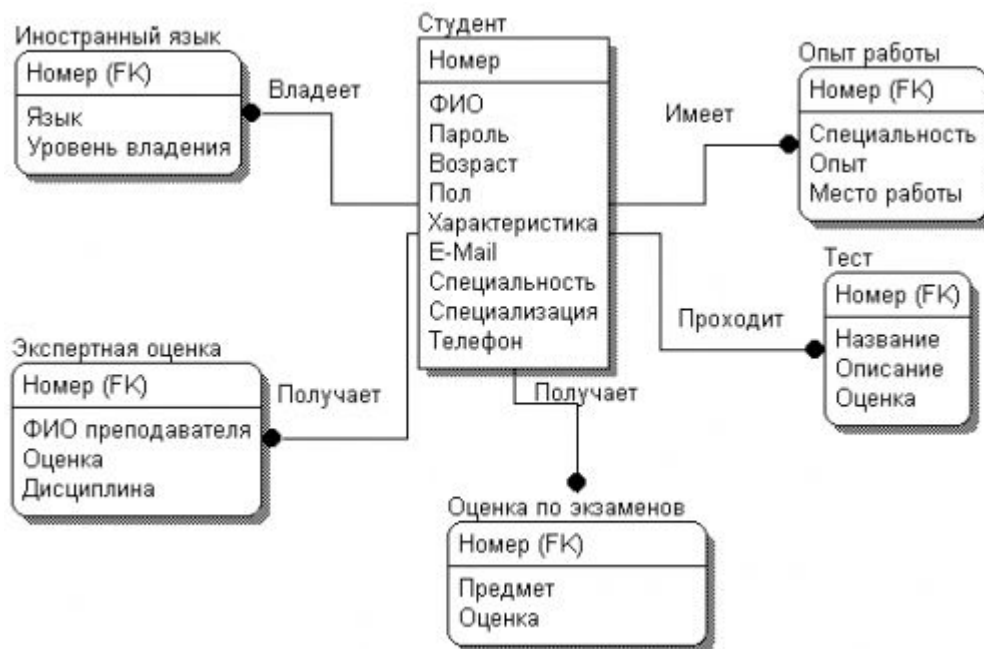 Иностранный язык
Номер (FK)
Язык
Уровень владения
Владеет
Студент
Номер
ФИО
Пароль
Возраст
Пол
Характеристика
E-Mail
Специальность
Специализация
Телефон
Имеет
Опыт работы
Номер (FK)
Специальность
Опыт
Место работы
Проходит
Тест
Номер (FK)
Название
Описание
Оценка
Экспертная оценка
Номер (FK)
ФИО преподавателя
Оценка
Дисциплина
Получает
Получает
Оценка по экзаменов
Номер (FK)
Предмет
Оценка